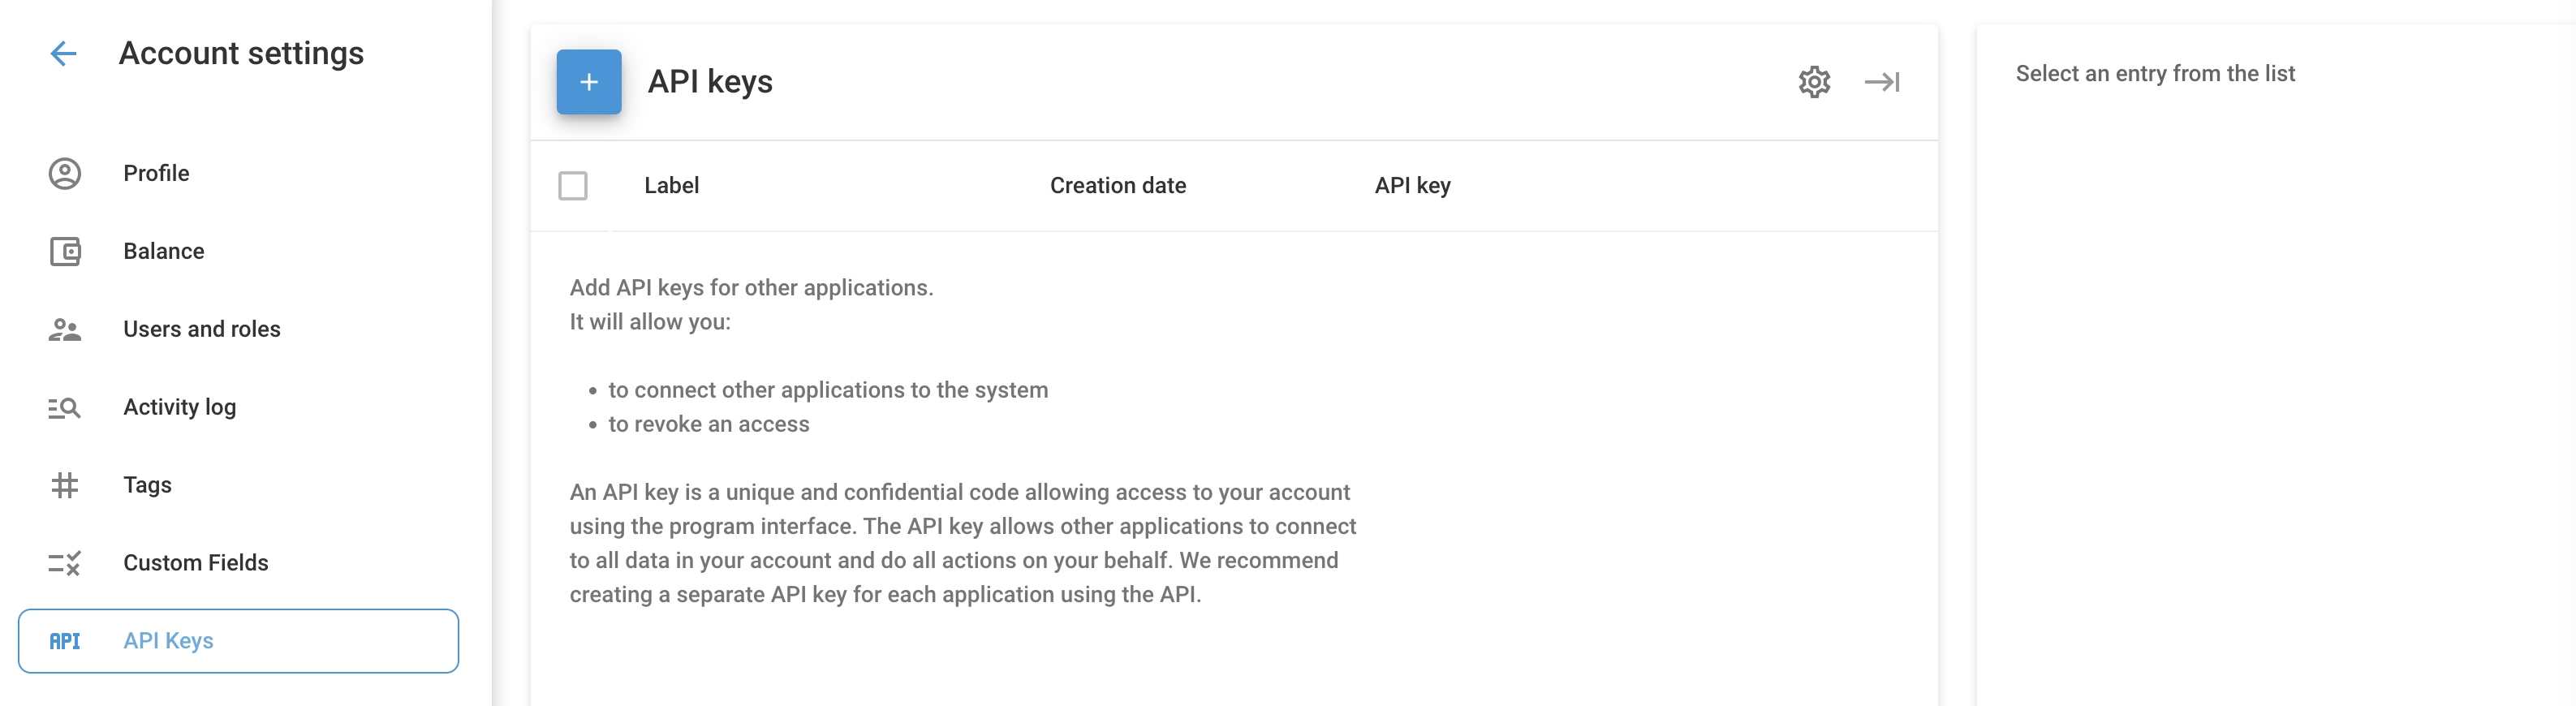 Account settings
Profile
Balance
Users and roles
Activity log
Tags
Custom Fields
API API Keys
+ API keys
Label Creation date API key
Add API keys for other applications.
It will allow you:
• to connect other applications to the system
• to revoke an access
An API key is a unique and confidential code allowing access to your account
using the program interface. The API key allows other applications to connect
to all data in your account and do all actions on your behalf. We recommend
creating a separate API key for each application using the API.
Select an entry from the list